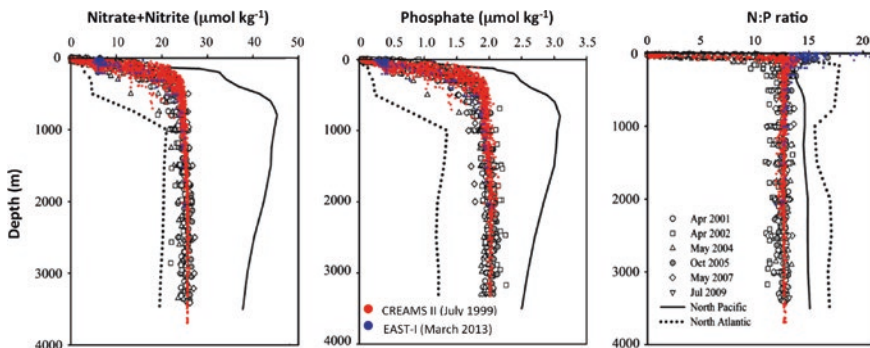 Nitrate+Nitrite (μmol kg⁻¹)
0 10 20 30 40 50
0
1000
2000
3000
4000
Depth (m)
Phosphate (μmol kg⁻¹)
0 0.5 1.0 1.5 2.0 2.5 3.0 3.5
0
1000
2000
3000
4000
CREAMS II (July 1999)
EAST-I (March 2013)
N:P ratio
0 5 10 15 20
0
1000
2000
3000
4000
Apr 2001
Apr 2002
May 2004
Oct 2005
May 2007
Jul 2009
North Pacific
North Atlantic